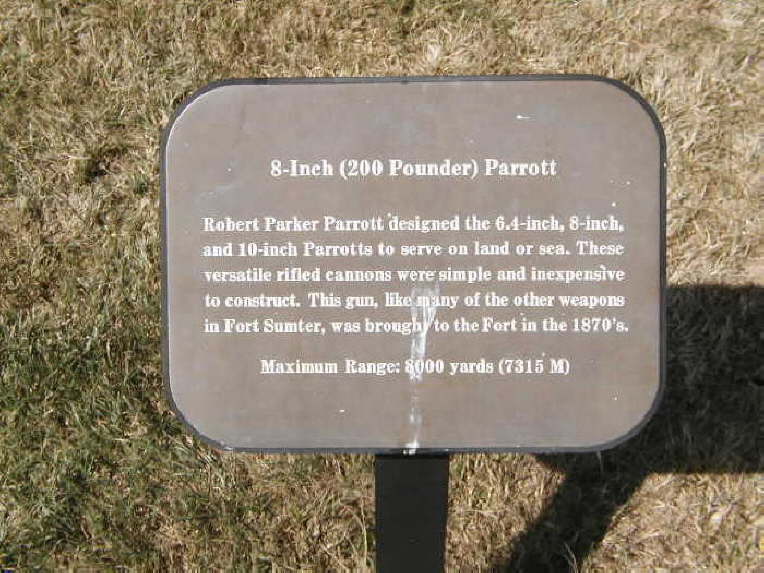 8-Inch (200 Pounder) Parrott
Robert Parker Parrott designed the 6.4-inch, 8-inch,
and 10-inch Parrotts to serve on land or sea. These
versatile rifled cannons were simple and inexpensive
to construct. This gun, like many of the other weapons
in Fort Sumter, was brought to the Fort in the 1870's.
Maximum Range: 8000 yards (7315 M)